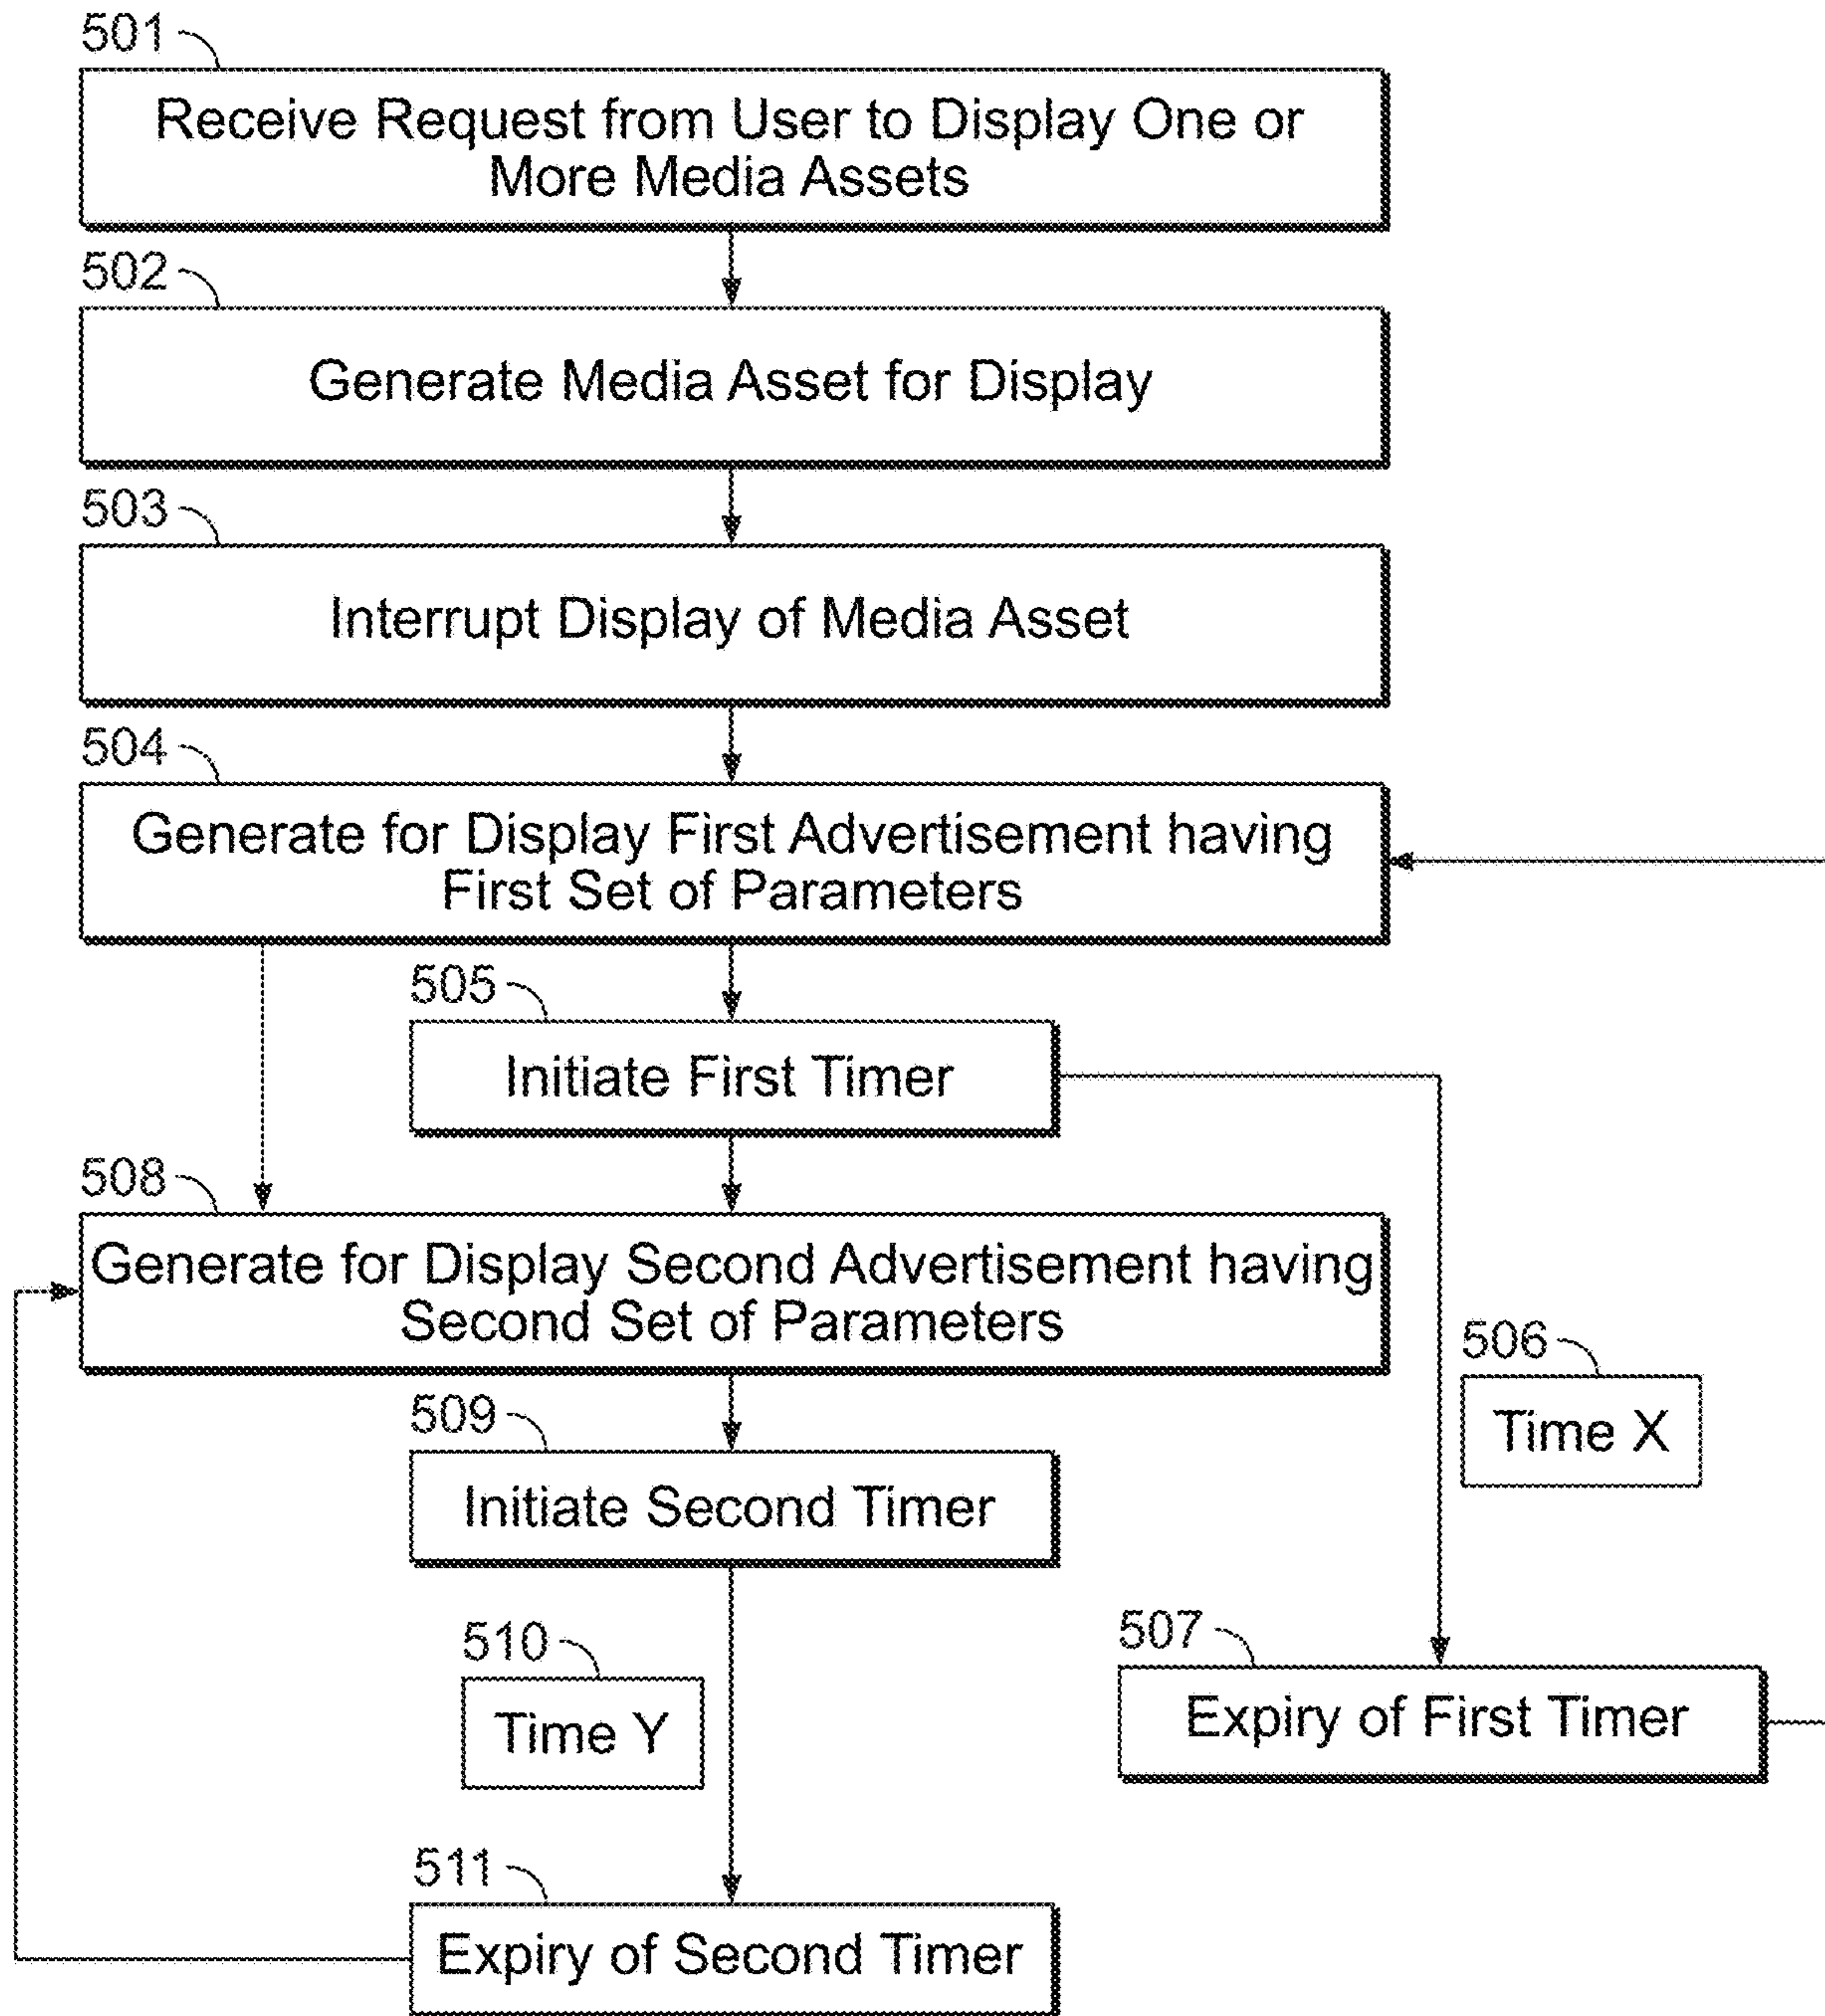 501
Receive Request from User to Display One or
More Media Assets
502
Generate Media Asset for Display
503
Interrupt Display of Media Asset
504
Generate for Display First Advertisement having
First Set of Parameters
505
Initiate First Timer
508
Generate for Display Second Advertisement having
Second Set of Parameters
506
Time X
509
Initiate Second Timer
510
Time Y
507
Expiry of First Timer
511
Expiry of Second Timer